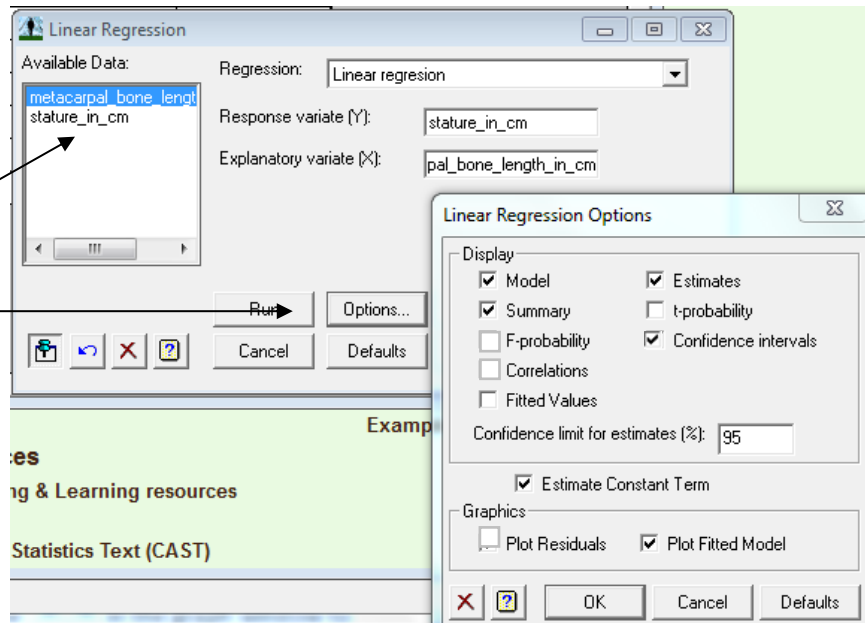 Linear Regression
Available Data:
metacarpal_bone_lengt
stature_in_cm
Regression:
Linear regresion
Response variate (Y):
stature_in_cm
Explanatory variate (X):
pal_bone_length_in_cm
Run
Options...
Cancel
Defaults
Linear Regression Options
Display
Model
Estimates
Summary
t-probability
F-probability
Confidence intervals
Correlations
Fitted Values
Confidence limit for estimates (%): 95
Estimate Constant Term
Graphics
Plot Residuals
Plot Fitted Model
OK
Cancel
Defaults
Examp
ces
ng & Learning resources
Statistics Text (CAST)